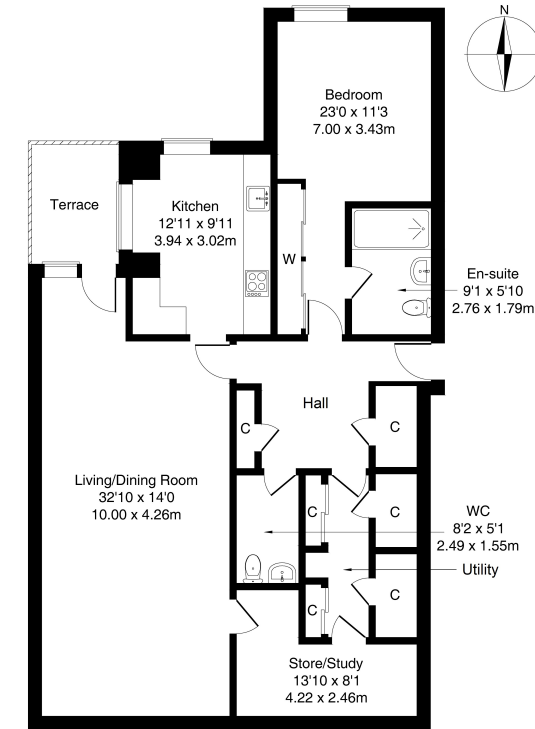 N
Bedroom
23'0 x 11'3
7.00 x 3.43m
Terrace
Kitchen
12'11 x 9'11
3.94 x 3.02m
W
En-suite
9'1 x 5'10
2.76 x 1.79m
Hall
C
C
Living/Dining Room
32'10 x 14'0
10.00 x 4.26m
C
C
WC
8'2 x 5'1
2.49 x 1.55m
Utility
C
C
Store/Study
13'10 x 8'1
4.22 x 2.46m